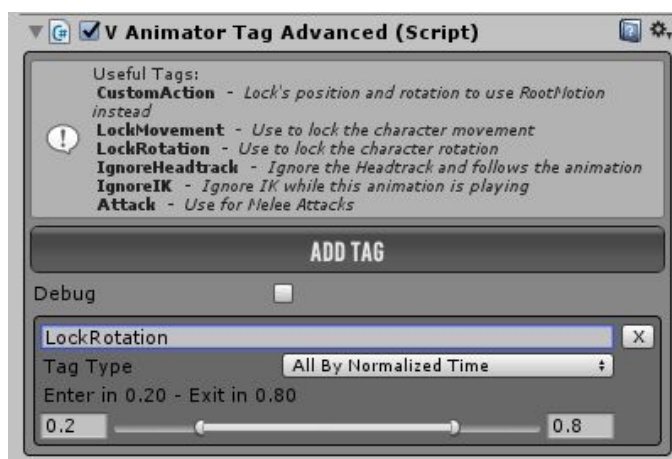 V Animator Tag Advanced (Script)
Useful Tags:
CustomAction - Lock's position and rotation to use RootMotion
instead
LockMovement - Use to lock the character movement
LockRotation - Use to lock the character rotation
IgnoreHeadtrack - Ignore the Headtrack and follows the animation
IgnoreIK - Ignore IK while this animation is playing
Attack - Use for Melee Attacks
ADD TAG
Debug
LockRotation X
Tag Type All By Normalized Time
Enter in 0.20 - Exit in 0.80
0.2 0.8